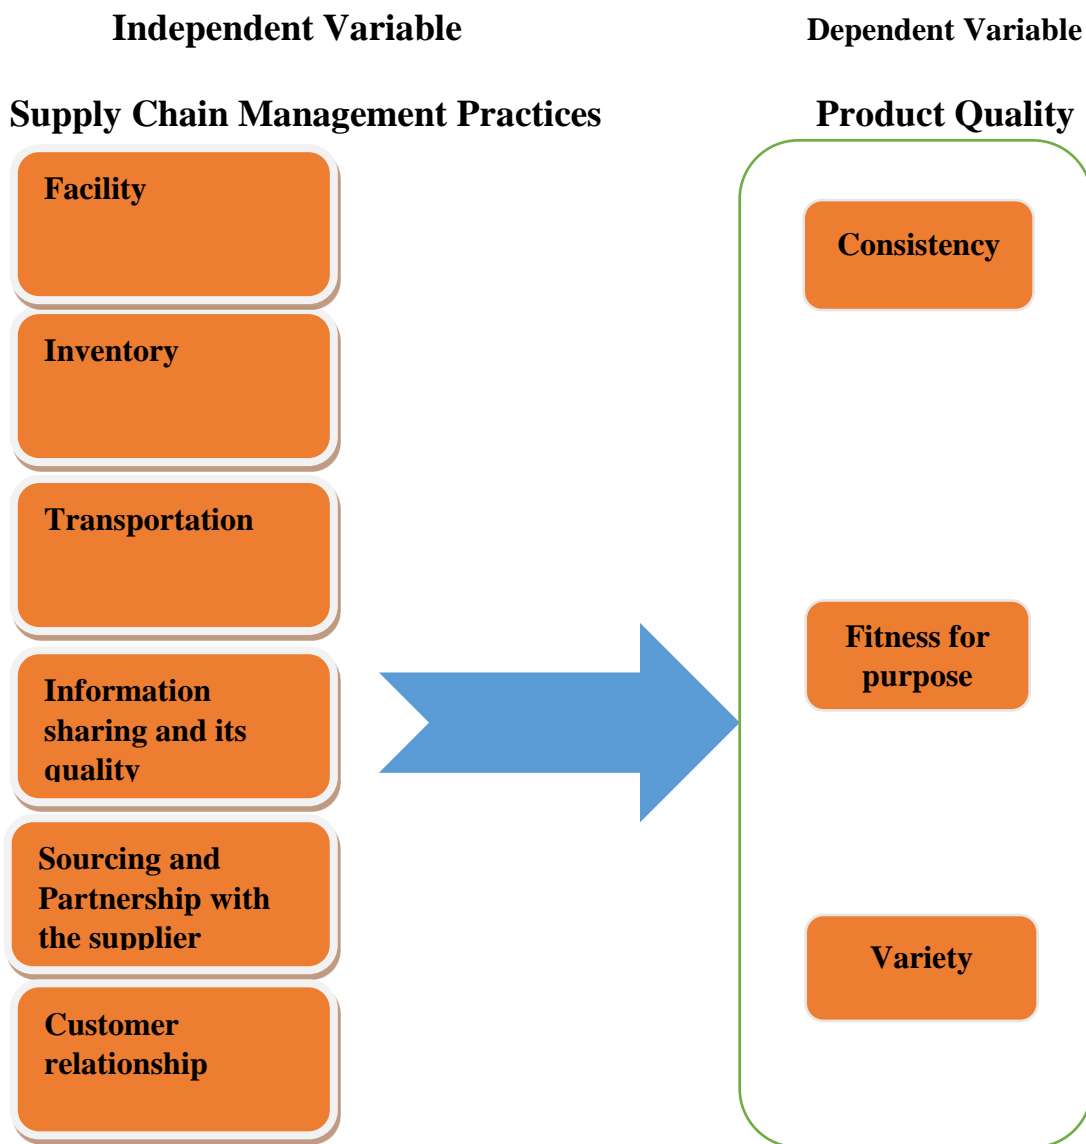 Independent Variable
Dependent Variable
Supply Chain Management Practices
Product Quality
Facility
Inventory
Transportation
Information
sharing and its
quality
Sourcing and
Partnership with
the supplier
Customer
relationship
Consistency
Fitness for
purpose
Variety